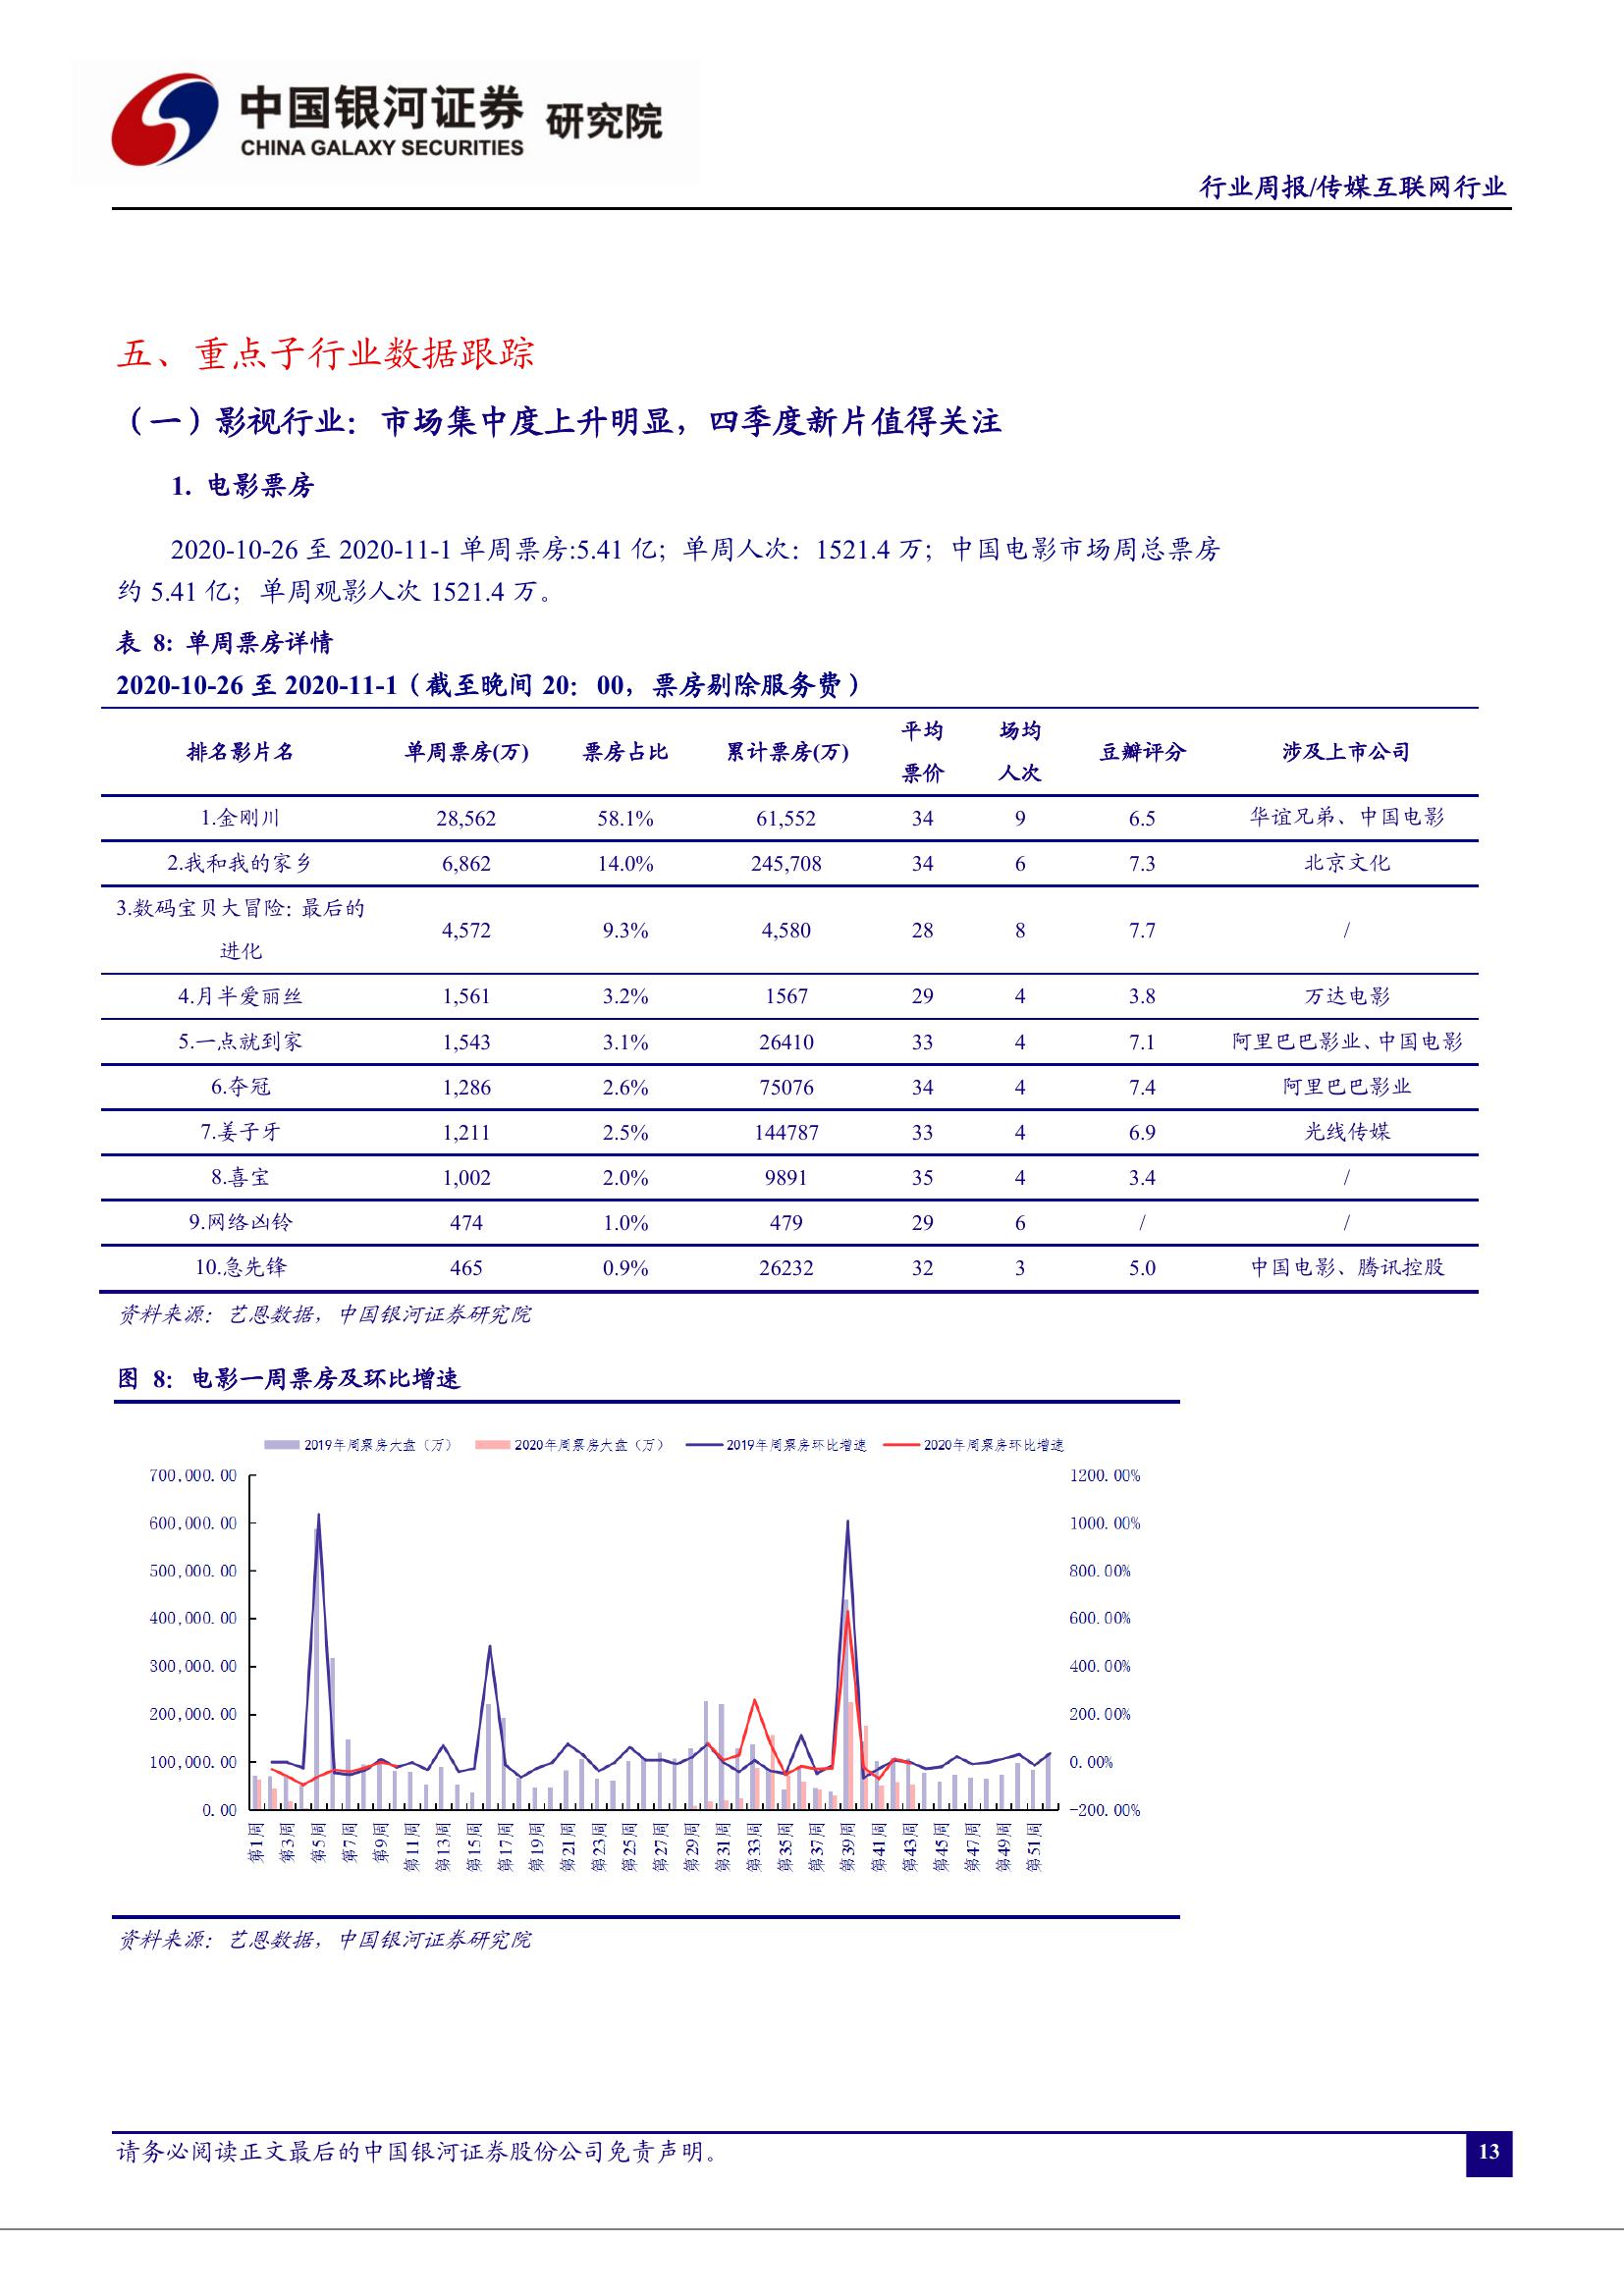 中国银河证券 研究院
CHINA GALAXY SECURITIES
行业周报/传媒互联网行业
五、重点子行业数据跟踪
（一）影视行业：市场集中度上升明显，四季度新片值得关注
1. 电影票房
2020-10-26 至 2020-11-1 单周票房:5.41 亿；单周人次：1521.4 万；中国电影市场周总票房
约 5.41 亿；单周观影人次 1521.4 万。
表 8: 单周票房详情
2020-10-26 至 2020-11-1（截至晚间 20：00，票房剔除服务费）
排名影片名 单周票房(万) 票房占比 累计票房(万) 平均票价 场均人次 豆瓣评分 涉及上市公司
1.金刚川 28,562 58.1% 61,552 34 9 6.5 华谊兄弟、中国电影
2.我和我的家乡 6,862 14.0% 245,708 34 6 7.3 北京文化
3.数码宝贝大冒险：最后的
进化 4,572 9.3% 4,580 28 8 7.7 /
4.月半爱丽丝 1,561 3.2% 1567 29 4 3.8 万达电影
5.一点就到家 1,543 3.1% 26410 33 4 7.1 阿里巴巴影业、中国电影
6.夺冠 1,286 2.6% 75076 34 4 7.4 阿里巴巴影业
7.姜子牙 1,211 2.5% 144787 33 4 6.9 光线传媒
8.喜宝 1,002 2.0% 9891 35 4 3.4 /
9.网络凶铃 474 1.0% 479 29 6 / /
10.急先锋 465 0.9% 26232 32 3 5.0 中国电影、腾讯控股
资料来源：艺恩数据，中国银河证券研究院
图 8：电影一周票房及环比增速
2019年周票房大盘（万） 2020年周票房大盘（万） 2019年周票房环比增速 2020年周票房环比增速
700,000.00 1200.00%
600,000.00 1000.00%
500,000.00 800.00%
400,000.00 600.00%
300,000.00 400.00%
200,000.00 200.00%
100,000.00 0.00%
0.00 -200.00%
第1周 第3周 第5周 第7周 第9周 第11周 第13周 第15周 第17周 第19周 第21周 第23周 第25周 第27周 第29周 第31周 第33周 第35周 第37周 第39周 第41周 第43周 第45周 第47周 第49周 第51周
资料来源：艺恩数据，中国银河证券研究院
请务必阅读正文最后的中国银河证券股份公司免责声明。
13